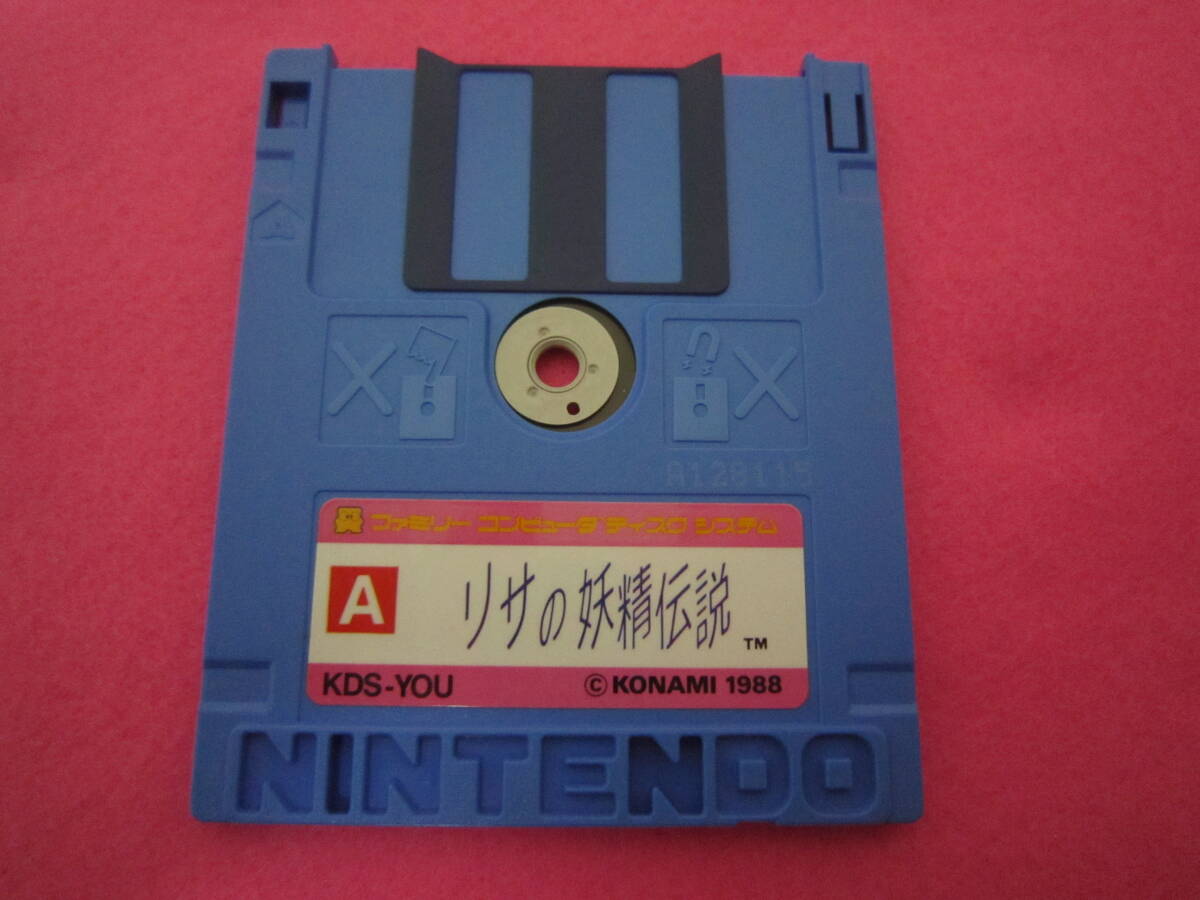 A128115
ファミリー コンピュータ ディスク システム
A リサの妖精伝説 TM
KDS-YOU © KONAMI 1988
NINTENDO